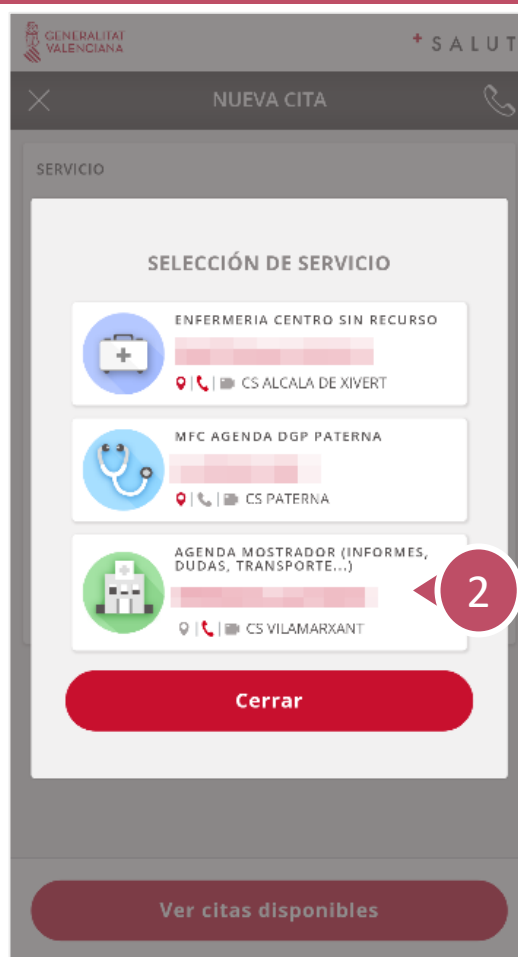 GENERALITAT
VALENCIANA
+ SALUT
NUEVA CITA
SERVICIO
SELECCIÓN DE SERVICIO
ENFERMERIA CENTRO SIN RECURSO
CS ALCALA DE XIVERT
MFC AGENDA DGP PATERNA
CS PATERNA
AGENDA MOSTRADOR (INFORMES,
DUDAS, TRANSPORTE...)
2
CS VILAMARXANT
Cerrar
Ver citas disponibles